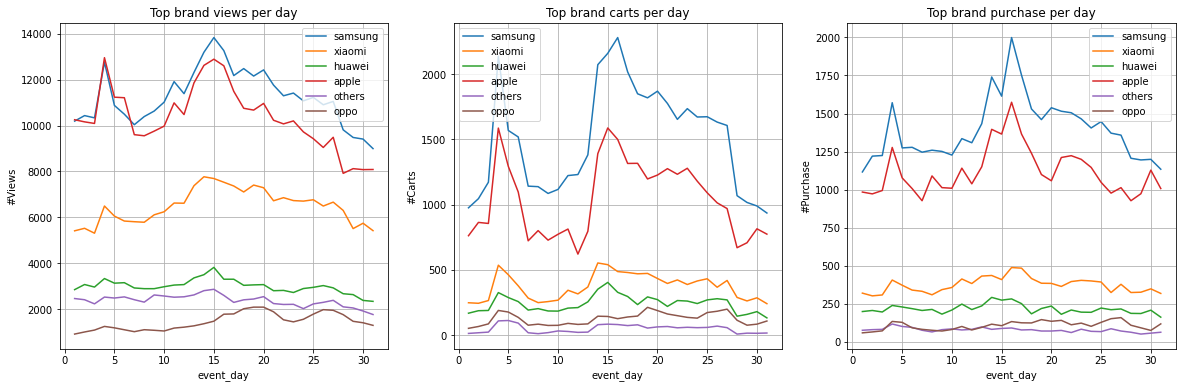 Top brand views per day
#Views
14000
12000
10000
8000
6000
4000
2000
0
5
10
15
20
25
30
event_day
samsung
xiaomi
huawei
apple
others
oppo
Top brand carts per day
#Carts
2000
1500
1000
500
0
0
5
10
15
20
25
30
event_day
samsung
xiaomi
huawei
apple
others
oppo
Top brand purchase per day
#Purchase
2000
1750
1500
1250
1000
750
500
250
0
0
5
10
15
20
25
30
event_day
samsung
xiaomi
huawei
apple
others
oppo